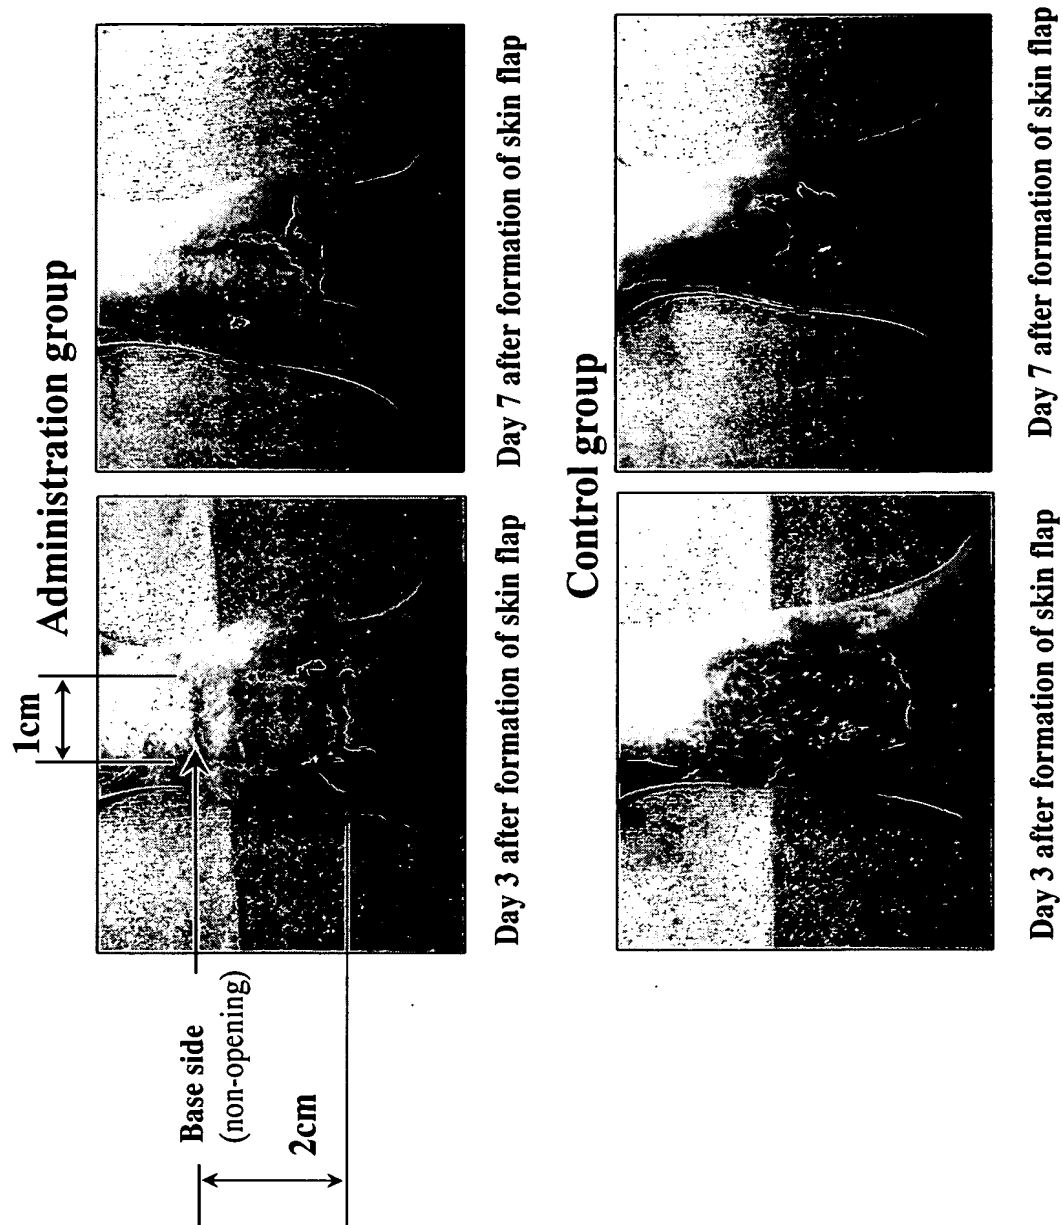 Administration group
1cm
Base side
(non-opening)
2cm
Day 3 after formation of skin flap
Day 7 after formation of skin flap
Control group
Day 3 after formation of skin flap
Day 7 after formation of skin flap